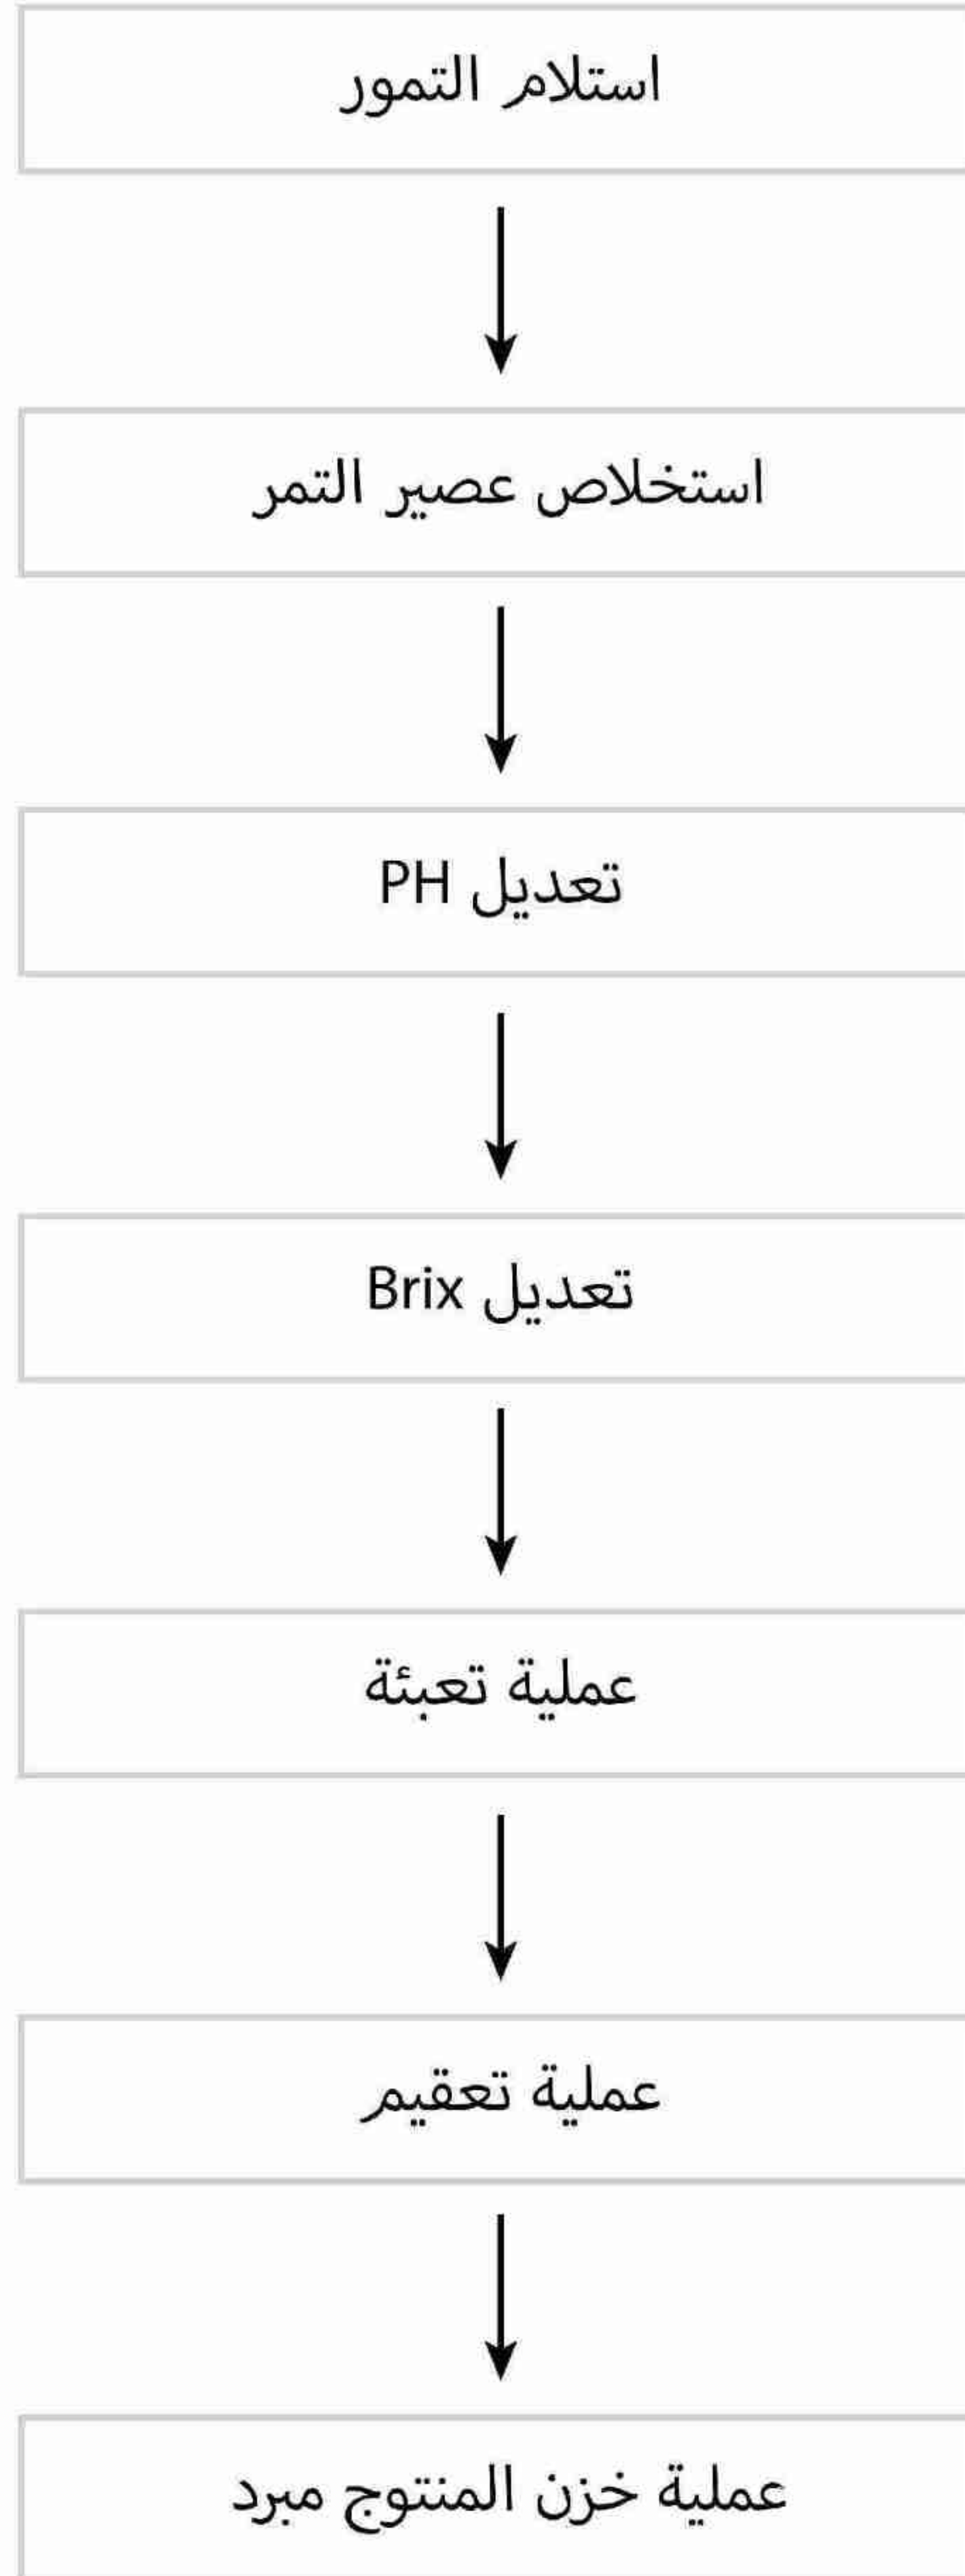 استلام التمور
استخلاص عصير التمر
تعديل PH
تعديل Brix
عملية تعبئة
عملية تعقيم
عملية خزن المنتوج مبرد